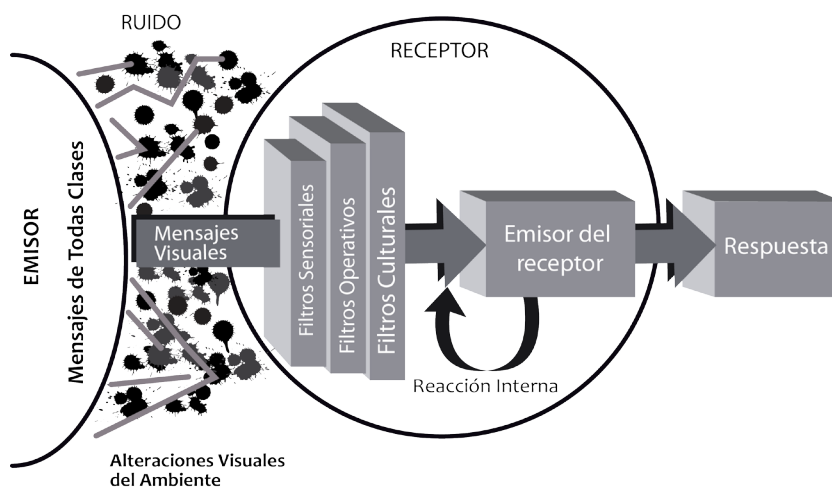 RUIDO
RECEPTOR
EMISOR
Mensajes de Todas Clases
Mensajes
Visuales
Filtros Sensoriales
Filtros Operativos
Filtros Culturales
Emisor del
receptor
Respuesta
Reacción Interna
Alteraciones Visuales
del Ambiente